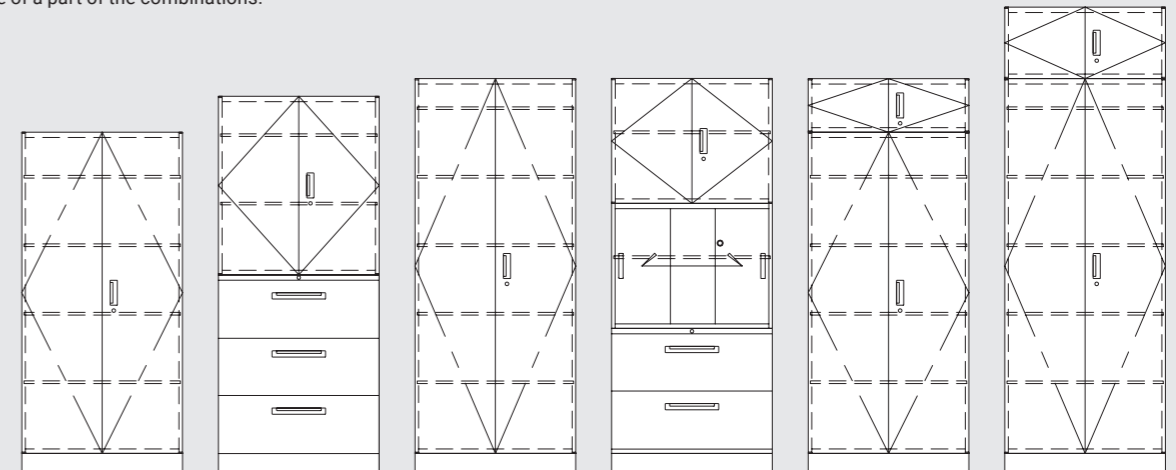 of a part of the combinations.